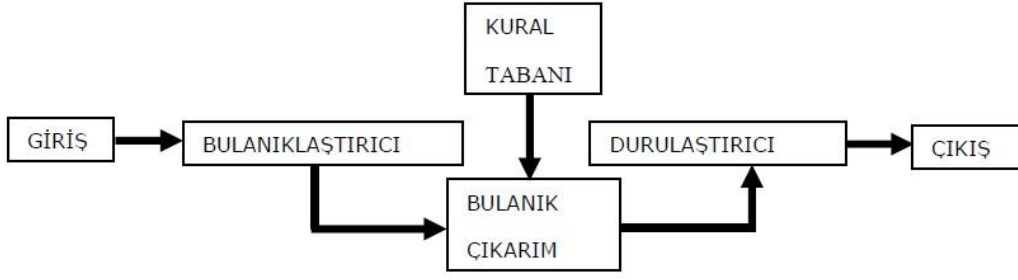 KURAL
TABANI
GİRİŞ
BULANIKLAŞTIRICI
DURULAŞTIRICI
ÇIKIŞ
BULANIK
ÇIKARIM